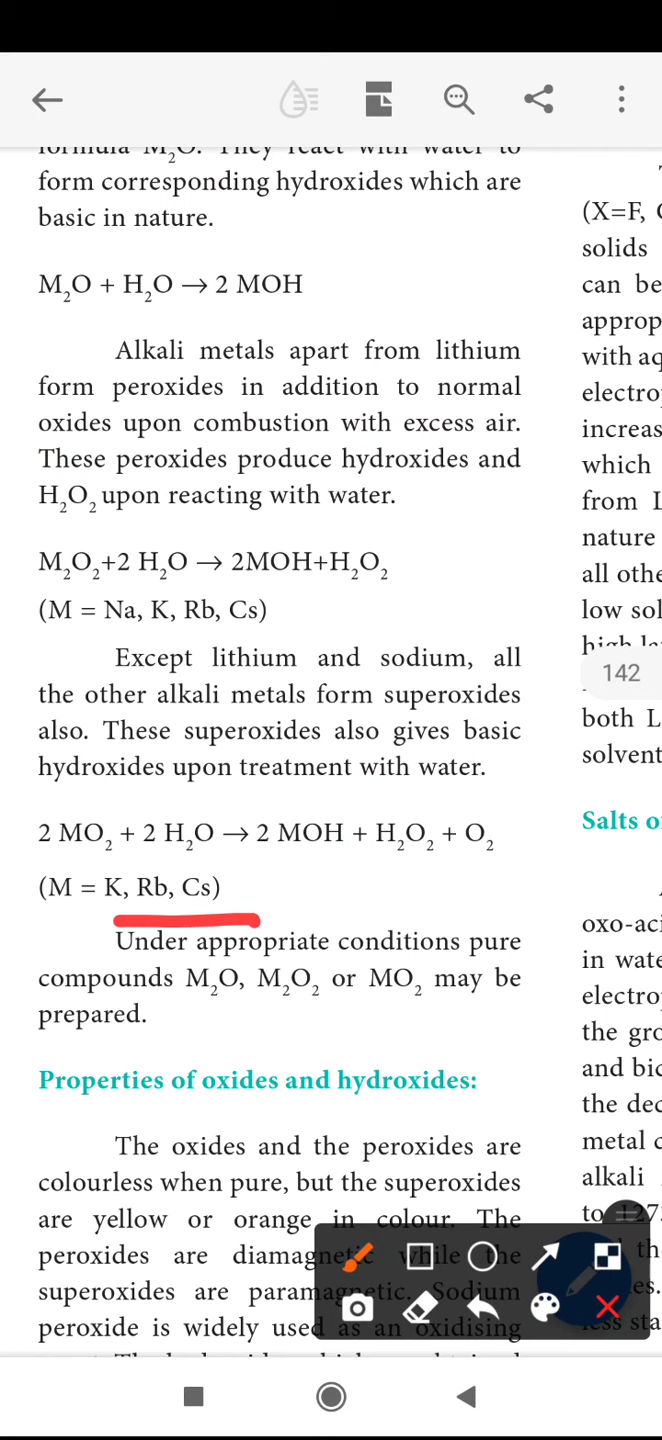 formula M₂O. They react with water to
form corresponding hydroxides which are
basic in nature.
M₂O + H₂O → 2 MOH
Alkali metals apart from lithium
form peroxides in addition to normal
oxides upon combustion with excess air.
These peroxides produce hydroxides and
H₂O₂ upon reacting with water.
M₂O₂+2 H₂O → 2MOH+H₂O₂
(M = Na, K, Rb, Cs)
Except lithium and sodium, all
the other alkali metals form superoxides
also. These superoxides also gives basic
hydroxides upon treatment with water.
2 MO₂ + 2 H₂O → 2 MOH + H₂O₂ + O₂
(M = K, Rb, Cs)
Under appropriate conditions pure
compounds M₂O, M₂O₂ or MO₂ may be
prepared.
Properties of oxides and hydroxides:
The oxides and the peroxides are
colourless when pure, but the superoxides
are yellow or orange in colour. The
peroxides are diamagnetic while the
superoxides are paramagnetic. Sodium
peroxide is widely used as an oxidising
(X=F,
solids
can be
approp
with aq
electro
increas
which
from L
nature
all othe
low sol
142
both L
solvent
Salts o
oxo-aci
in wate
electro
the gro
and bic
the dec
metal c
alkali
to 127